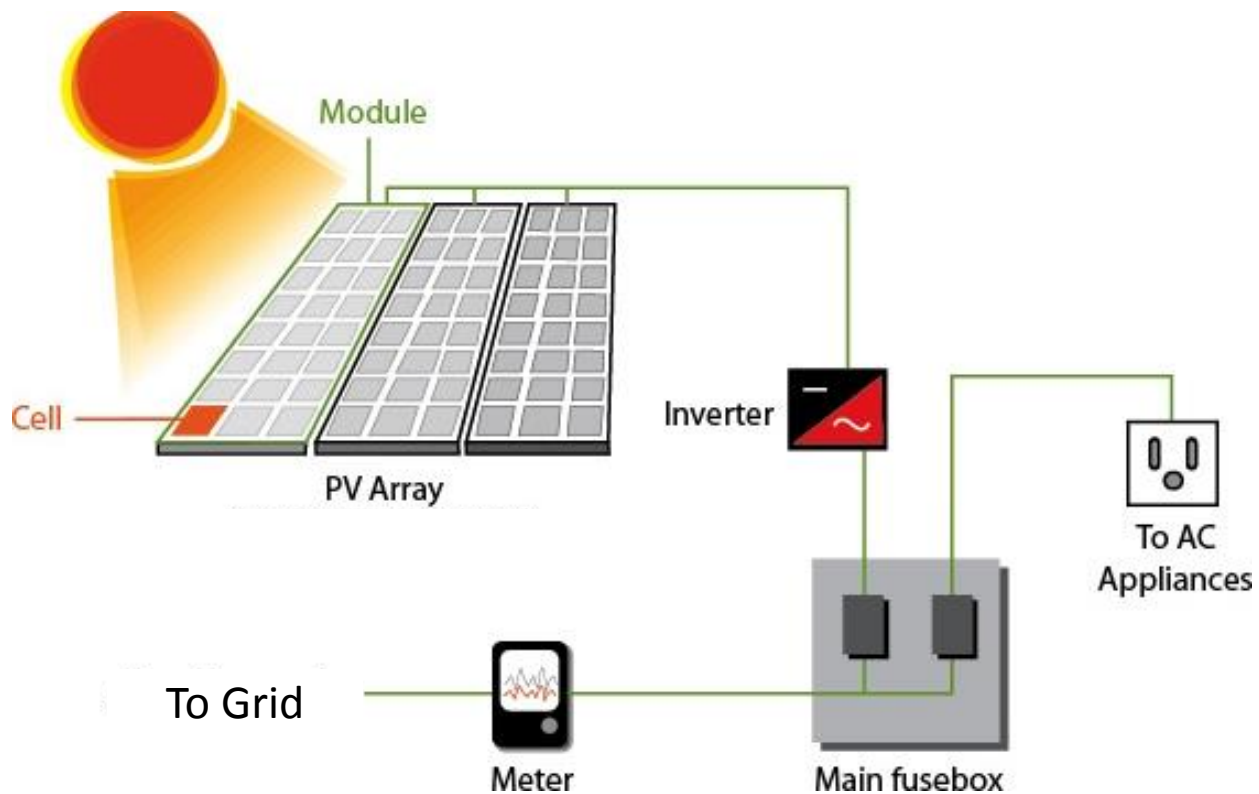 Module
Cell
Inverter
PV Array
To AC
Appliances
To Grid
Meter
Main fusebox